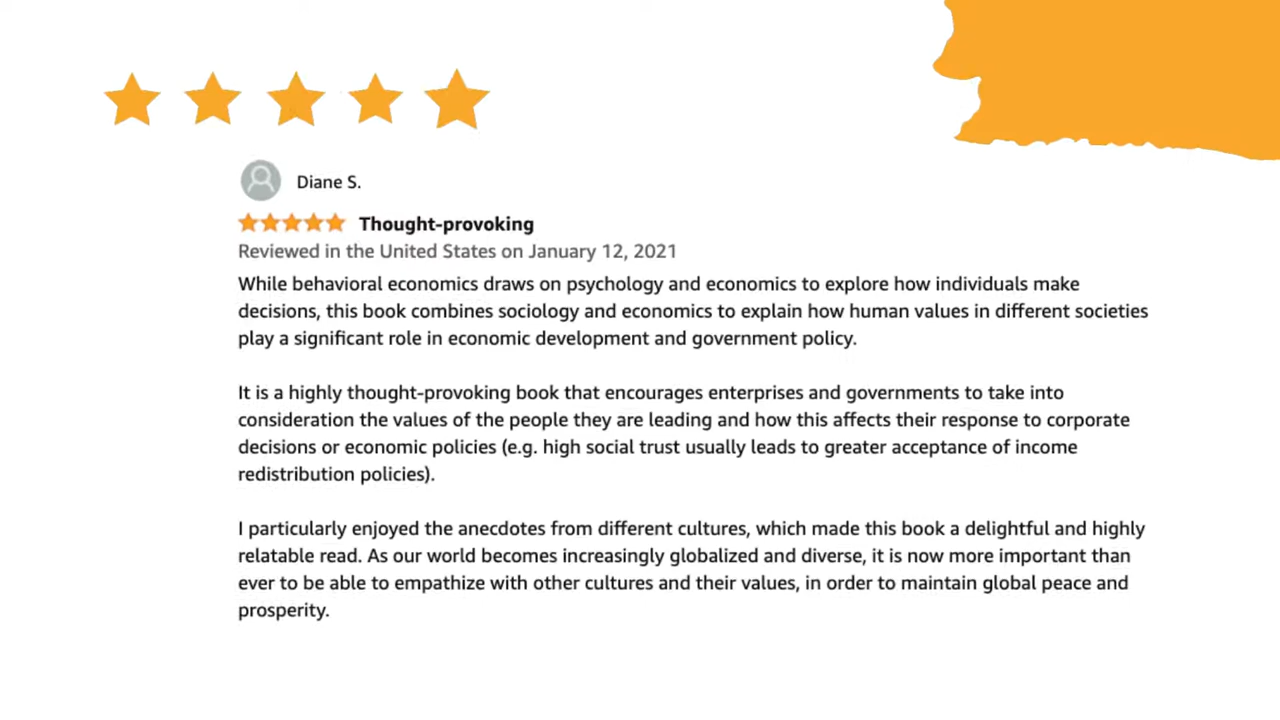 Diane S.
Thought-provoking
Reviewed in the United States on January 12, 2021
While behavioral economics draws on psychology and economics to explore how individuals make
decisions, this book combines sociology and economics to explain how human values in different societies
play a significant role in economic development and government policy.
It is a highly thought-provoking book that encourages enterprises and governments to take into
consideration the values of the people they are leading and how this affects their response to corporate
decisions or economic policies (e.g. high social trust usually leads to greater acceptance of income
redistribution policies).
I particularly enjoyed the anecdotes from different cultures, which made this book a delightful and highly
relatable read. As our world becomes increasingly globalized and diverse, it is now more important than
ever to be able to empathize with other cultures and their values, in order to maintain global peace and
prosperity.